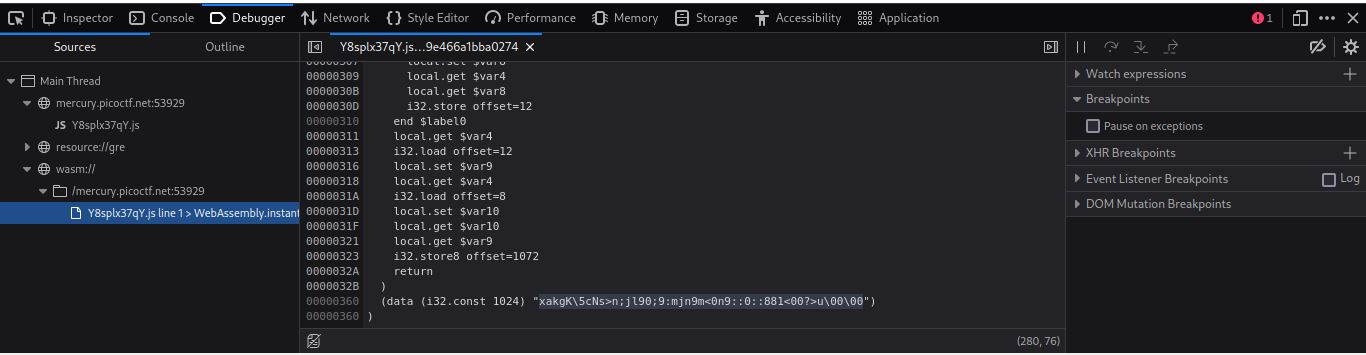 Inspector Console Debugger Network Style Editor Performance Memory Storage Accessibility Application 1
Sources Outline
Main Thread
mercury.picoctf.net:53929
JS Y8splx37qY.js
resource://gre
wasm://
/mercury.picoctf.net:53929
Y8splx37qY.js line 1 > WebAssembly.instant
Y8splx37qY.js...9e466a1bba0274
00000307 local.set $var8
00000309 local.get $var4
0000030B local.get $var8
0000030D i32.store offset=12
00000310 end $label0
00000311 local.get $var4
00000313 i32.load offset=12
00000316 local.set $var9
00000318 local.get $var4
0000031A i32.load offset=8
0000031D local.set $var10
0000031F local.get $var10
00000321 local.get $var9
00000323 i32.store8 offset=1072
0000032A return
0000032B )
00000360 (data (i32.const 1024) "xakgK\5cNs>n;jl90;9:mjn9m<0n9::0::881<00?>u\00\00")
00000360 )
(280, 76)
Watch expressions
Breakpoints
Pause on exceptions
XHR Breakpoints
Event Listener Breakpoints Log
DOM Mutation Breakpoints